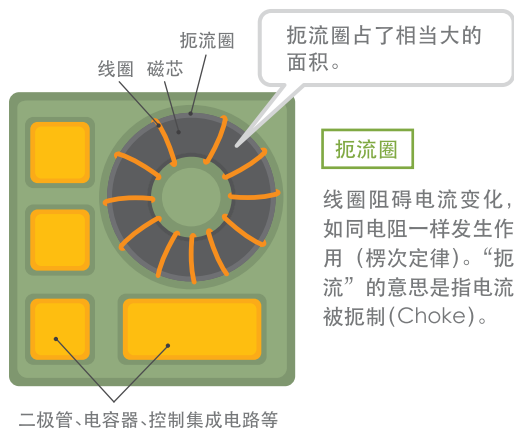 扼流圈
线圈 磁芯
扼流圈占了相当大的
面积。
扼流圈
线圈阻碍电流变化，
如同电阻一样发生作
用（楞次定律）。“扼
流”的意思是指电流
被扼制(Choke)。
二极管、电容器、控制集成电路等